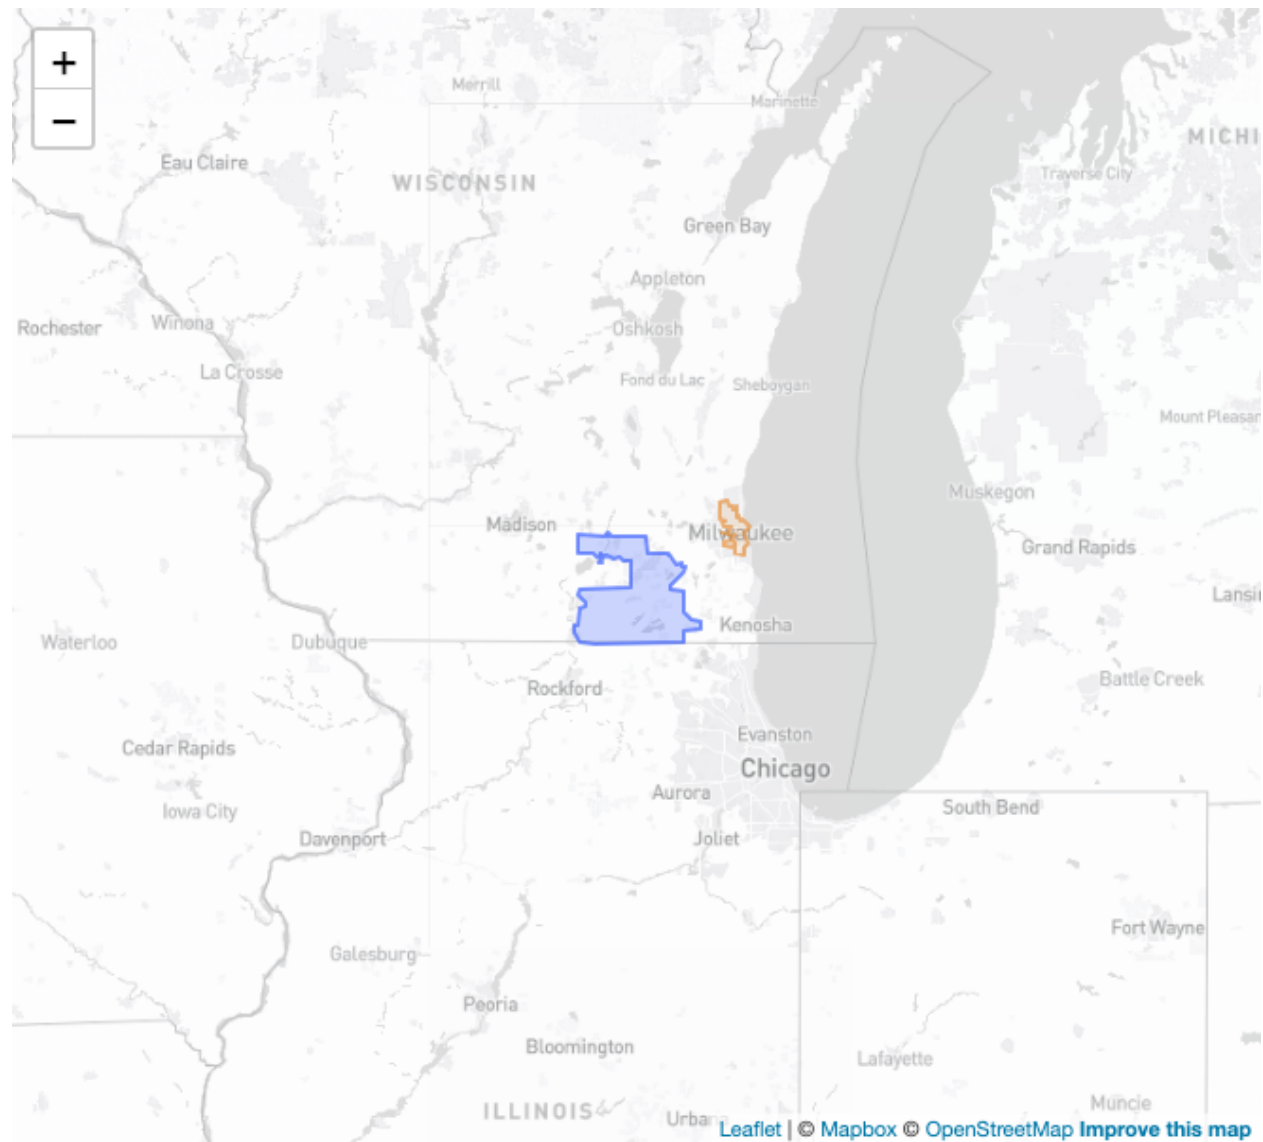 +
−
Merrill
Marinette
MICHI
Eau Claire
Traverse City
WISCONSIN
Green Bay
Appleton
Rochester
Winona
Oshkosh
La Crosse
Fond du Lac
Sheboygan
Mount Pleasan
Muskegon
Madison
Milwaukee
Grand Rapids
Lansi
Waterloo
Dubuque
Kenosha
Rockford
Battle Creek
Evanston
Cedar Rapids
Chicago
Aurora
Iowa City
South Bend
Davenport
Joliet
Fort Wayne
Galesburg
Peoria
Bloomington
Lafayette
Muncie
ILLINOIS
Urbana
Leaflet | © Mapbox © OpenStreetMap Improve this map